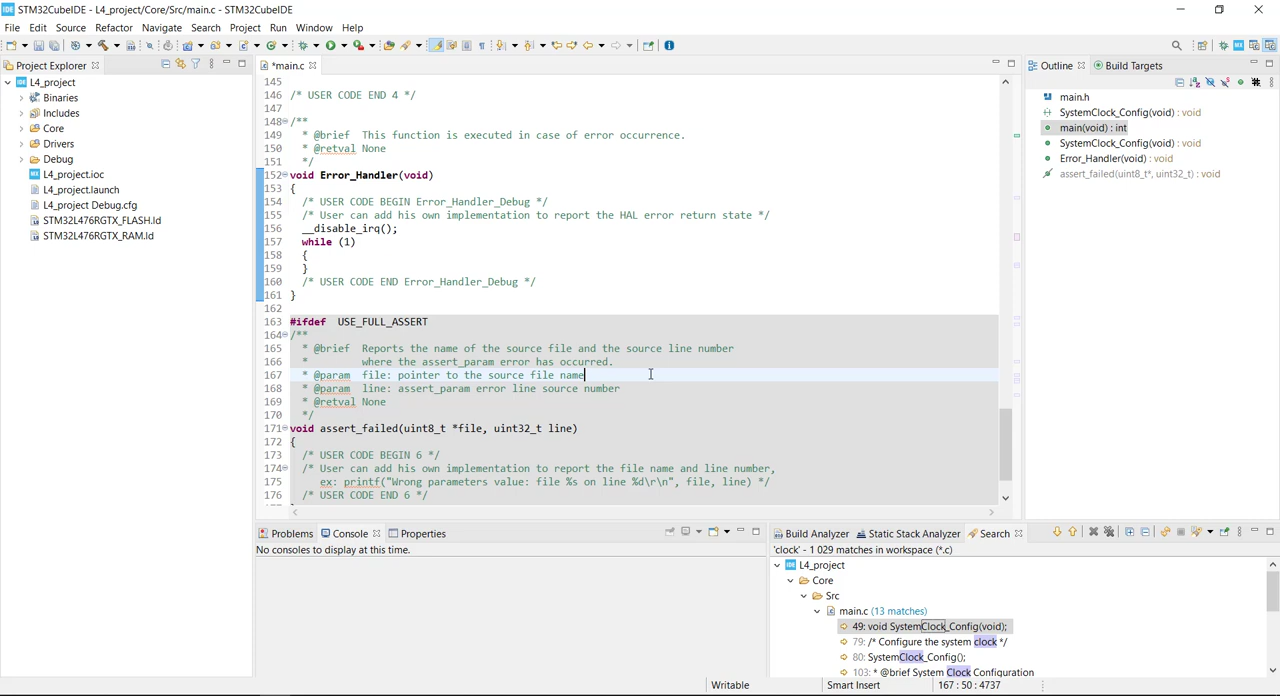 STM32CubeIDE - L4_project/Core/Src/main.c - STM32CubeIDE
File Edit Source Refactor Navigate Search Project Run Window Help
Project Explorer
L4_project
Binaries
Includes
Core
Drivers
Debug
L4_project.ioc
L4_project.launch
L4_project Debug.cfg
STM32L476RGTX_FLASH.ld
STM32L476RGTX_RAM.ld
*main.c
145
146 /* USER CODE END 4 */
147
148 /**
149 * @brief This function is executed in case of error occurrence.
150 * @retval None
151 */
152 void Error_Handler(void)
153 {
154 /* USER CODE BEGIN Error_Handler_Debug */
155 /* User can add his own implementation to report the HAL error return state */
156 __disable_irq();
157 while (1)
158 {
159 }
160 /* USER CODE END Error_Handler_Debug */
161 }
162
163 #ifdef USE_FULL_ASSERT
164 /**
165 * @brief Reports the name of the source file and the source line number
166 * where the assert_param error has occurred.
167 * @param file: pointer to the source file name
168 * @param line: assert_param error line source number
169 * @retval None
170 */
171 void assert_failed(uint8_t *file, uint32_t line)
172 {
173 /* USER CODE BEGIN 6 */
174 /* User can add his own implementation to report the file name and line number,
175 ex: printf("Wrong parameters value: file %s on line %d\r\n", file, line) */
176 /* USER CODE END 6 */
Outline Build Targets
main.h
SystemClock_Config(void) : void
main(void) : int
SystemClock_Config(void) : void
Error_Handler(void) : void
assert_failed(uint8_t*, uint32_t) : void
Problems Console Properties
No consoles to display at this time.
Build Analyzer Static Stack Analyzer Search
'clock' - 1 029 matches in workspace (*.c)
L4_project
Core
Src
main.c (13 matches)
49: void SystemClock_Config(void);
79: /* Configure the system clock */
80: SystemClock_Config();
103: * @brief System Clock Configuration
Writable Smart Insert 167 : 50 : 4737